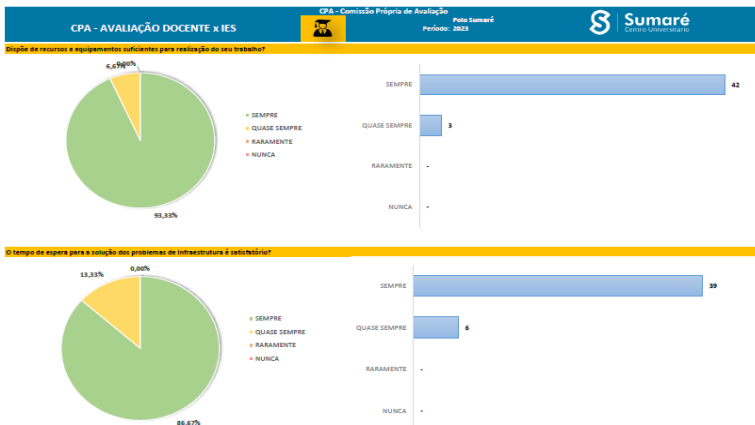 CPA - Comissão Própria de Avaliação
CPA - AVALIAÇÃO DOCENTE x IES
Polo Sumaré
Período: 2023
Sumaré
Centro Universitário
Dispõe de recursos e equipamentos suficientes para realização do seu trabalho?
6,67%
0,00%
93,33%
SEMPRE
QUASE SEMPRE
RARAMENTE
NUNCA
SEMPRE 42
QUASE SEMPRE 3
RARAMENTE -
NUNCA -
O tempo de espera para a solução dos problemas de infraestrutura é satisfatório?
13,33%
0,00%
86,67%
SEMPRE
QUASE SEMPRE
RARAMENTE
NUNCA
SEMPRE 39
QUASE SEMPRE 6
RARAMENTE -
NUNCA -